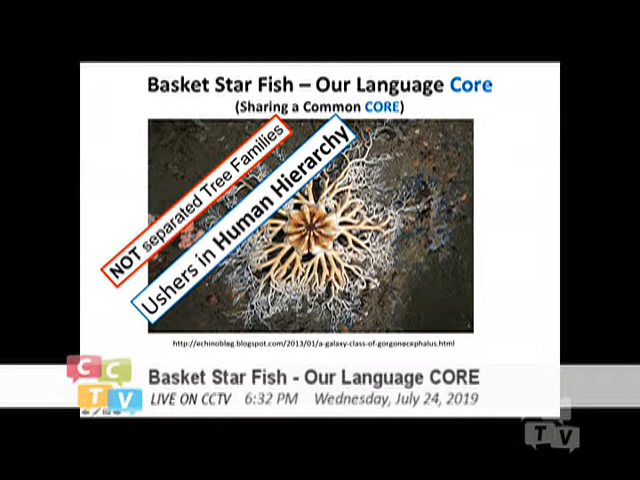 Basket Star Fish – Our Language Core
(Sharing a Common CORE)
NOT separated Tree Families
Ushers in Human Hierarchy
http://echinoblog.blogspot.com/2013/01/a-galaxy-class-of-gorgonecephalus.html
CCTV
Basket Star Fish - Our Language CORE
LIVE ON CCTV 6:32 PM Wednesday, July 24, 2019
TV